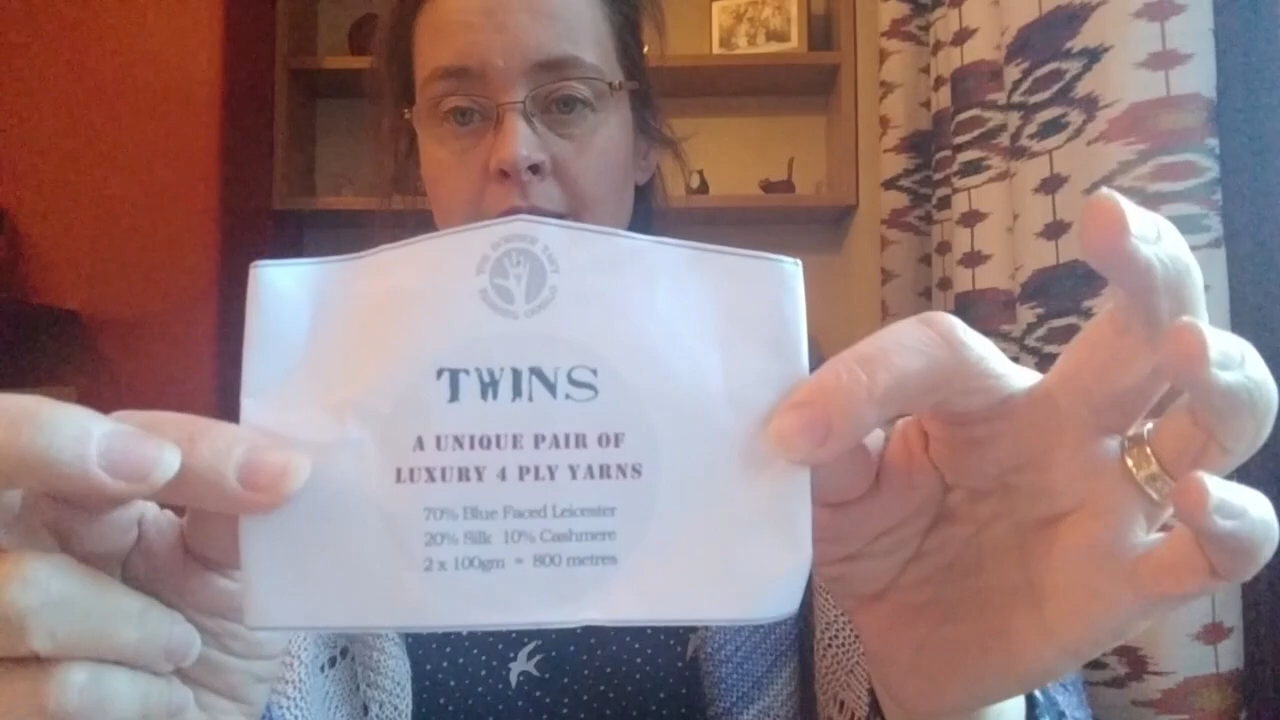 TWINS
A UNIQUE PAIR OF
LUXURY 4 PLY YARNS
70% Blue Faced Leicester
20% Silk 10% Cashmere
2 x 100gm = 800 metres